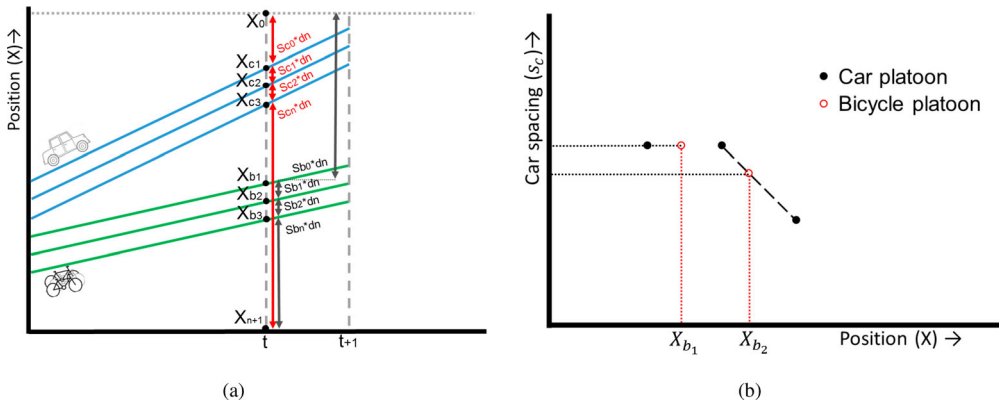 Position (X) →
X0
Sc0*dn
Xc1
Sc1*dn
Xc2
Sc2*dn
Xc3
Scn*dn
Sb0*dn
Xb1
Sb1*dn
Xb2
Sb2*dn
Xb3
Sbn*dn
Xn+1
t
t+1
(a)
Car spacing (sc) →
Car platoon
Bicycle platoon
Xb1
Xb2
Position (X) →
(b)